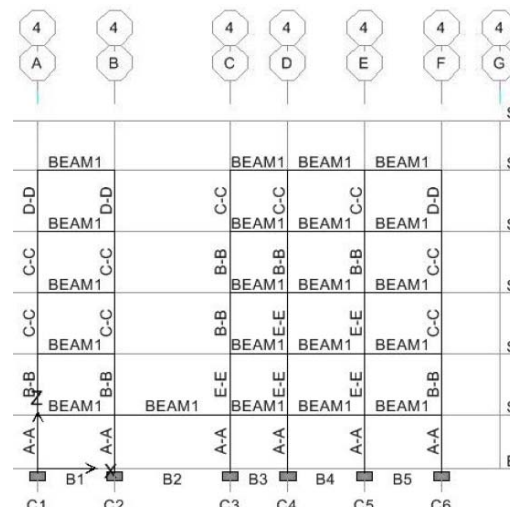 4 4 4 4 4 4 4
A B C D E F G
S
BEAM1 BEAM1 BEAM1 BEAM1 S
D-D D-D C-C C-C C-C D-D
BEAM1 BEAM1 BEAM1 BEAM1 S
C-C C-C B-B B-B B-B C-C
BEAM1 BEAM1 BEAM1 BEAM1 S
C-C C-C B-B E-E E-E C-C
BEAM1 BEAM1 BEAM1 BEAM1 S
B-B B-B E-E E-E E-E B-B
Z
BEAM1 BEAM1 BEAM1 BEAM1 BEAM1 S
A-A A-A A-A A-A A-A A-A
X B
B1 B2 B3 B4 B5
C1 C2 C3 C4 C5 C6